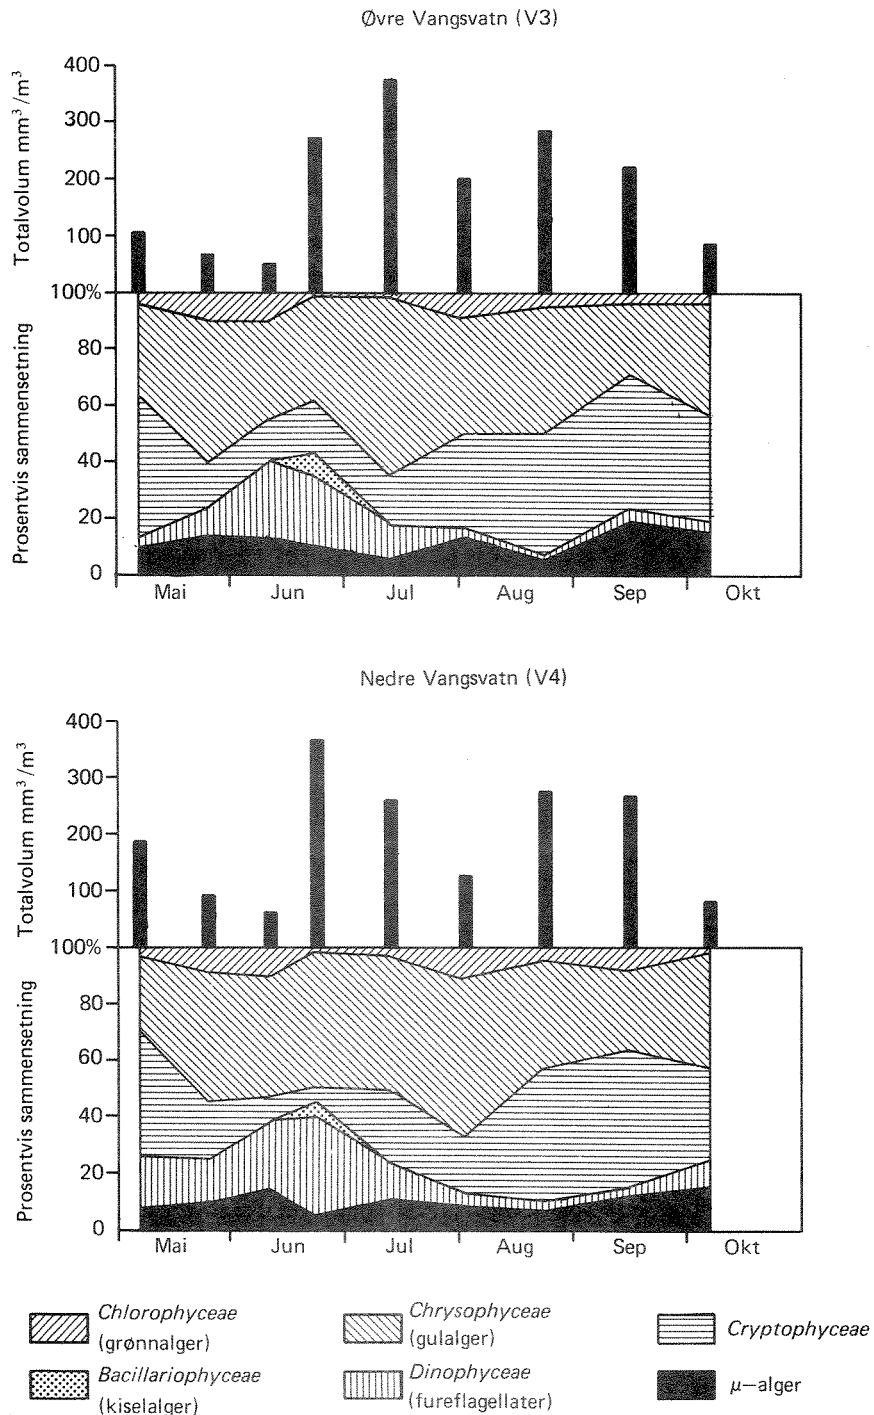 Øvre Vangsvatn (V3)
Totalvolum mm³/m³
400
300
200
100
100%
80
60
40
20
0
Prosentvis sammensetning
Mai Jun Jul Aug Sep Okt
Nedre Vangsvatn (V4)
Totalvolum mm³/m³
400
300
200
100
100%
80
60
40
20
0
Prosentvis sammensetning
Mai Jun Jul Aug Sep Okt
Chlorophyceae
(grønnalger)
Chrysophyceae
(gulalger)
Cryptophyceae
Bacillariophyceae
(kiselalger)
Dinophyceae
(fureflagellater)
μ–alger